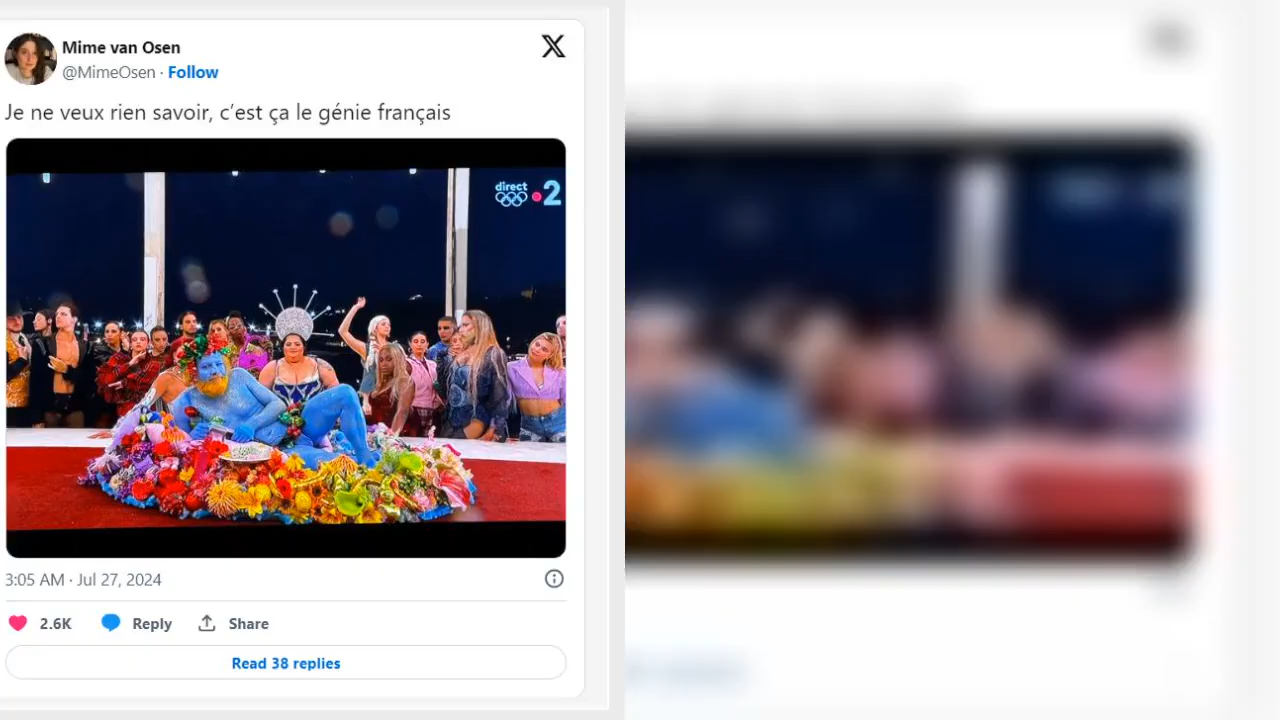 Mime van Osen
@MimeOsen · Follow
Je ne veux rien savoir, c’est ça le génie français
direct
2
3:05 AM · Jul 27, 2024
2.6K Reply Share
Read 38 replies